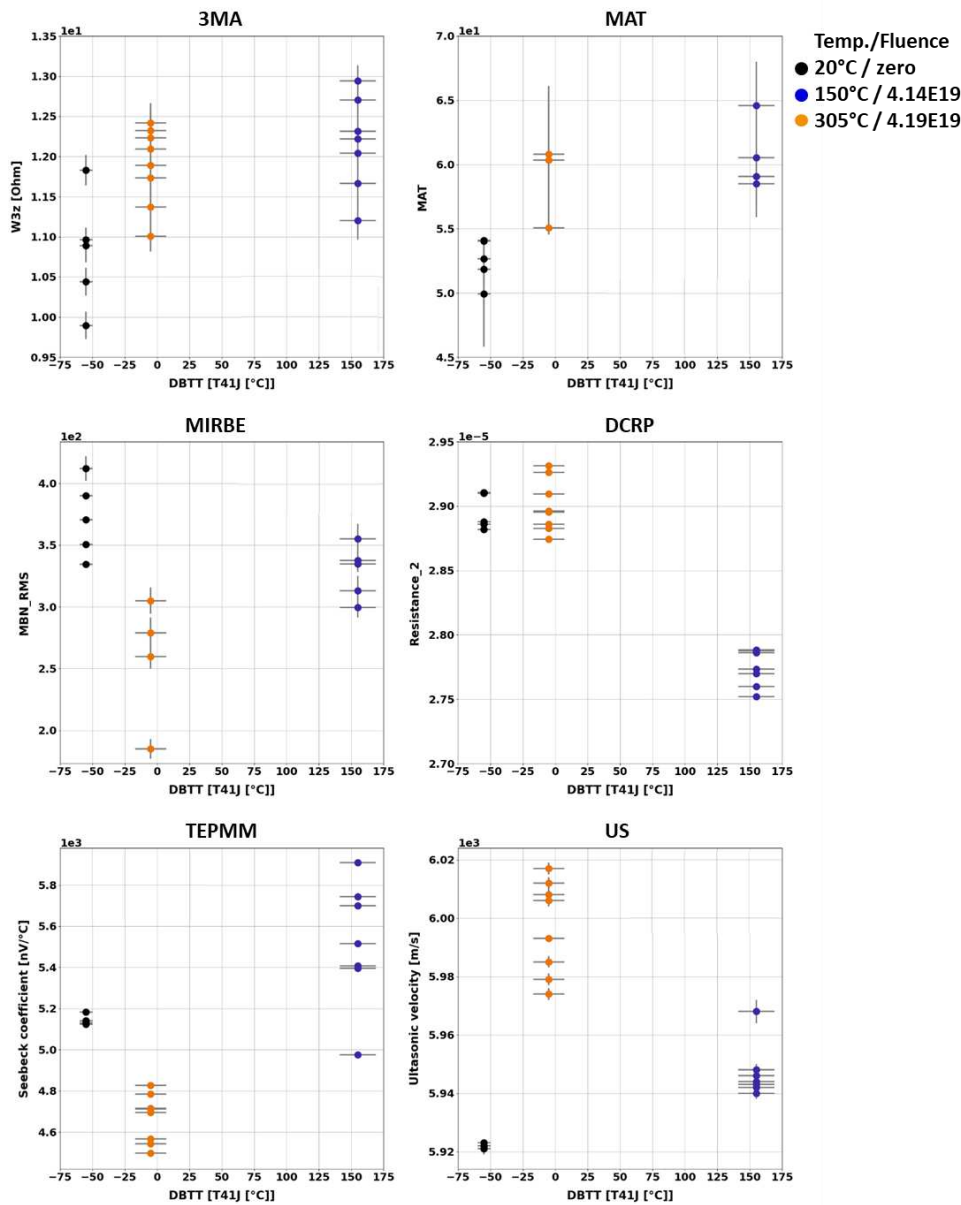 3MA
MAT
Temp./Fluence
20°C / zero
150°C / 4.14E19
305°C / 4.19E19
1e1
1.35
1.30
1.25
1.20
1.15
1.10
1.05
1.00
0.95
W3z [Ohm]
−75 −50 −25 0 25 50 75 100 125 150 175
DBTT [T41J [°C]]
1e1
7.0
6.5
6.0
5.5
5.0
4.5
MAT
−75 −50 −25 0 25 50 75 100 125 150 175
DBTT [T41J [°C]]
MIRBE
DCRP
1e2
4.0
3.5
3.0
2.5
2.0
MBN_RMS
−75 −50 −25 0 25 50 75 100 125 150 175
DBTT [T41J [°C]]
1e−5
2.95
2.90
2.85
2.80
2.75
2.70
Resistance_2
−75 −50 −25 0 25 50 75 100 125 150 175
DBTT [T41J [°C]]
TEPMM
US
1e3
5.8
5.6
5.4
5.2
5.0
4.8
4.6
Seebeck coefficient [nV/°C]
−75 −50 −25 0 25 50 75 100 125 150 175
DBTT [T41J [°C]]
1e3
6.02
6.00
5.98
5.96
5.94
5.92
Ultasonic velocity [m/s]
−75 −50 −25 0 25 50 75 100 125 150 175
DBTT [T41J [°C]]